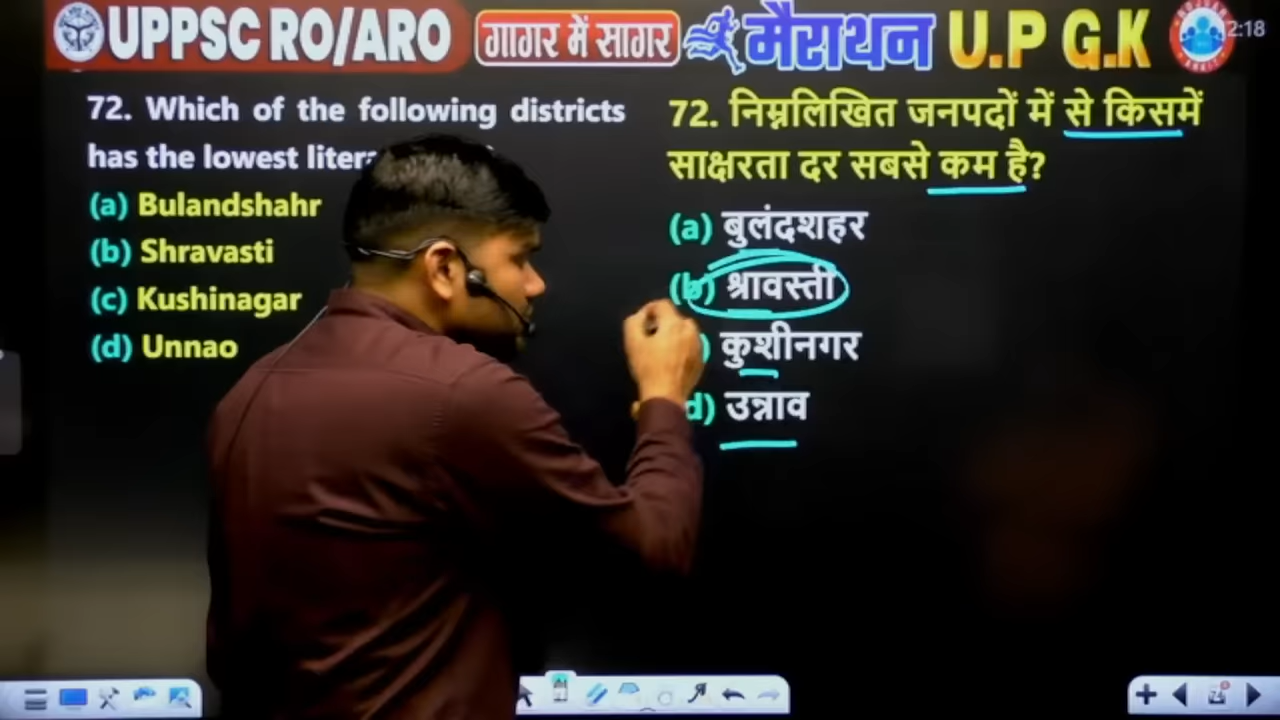 UPPSC RO/ARO गागर में सागर मैराथन U.P G.K 2:18
72. Which of the following districts
has the lowest
(a) Bulandshahr
(b) Shravasti
(c) Kushinagar
(d) Unnao
72. निम्नलिखित जनपदों में से किसमें
साक्षरता दर सबसे कम है?
(a) बुलंदशहर
(b) श्रावस्ती
) कुशीनगर
d) उन्नाव